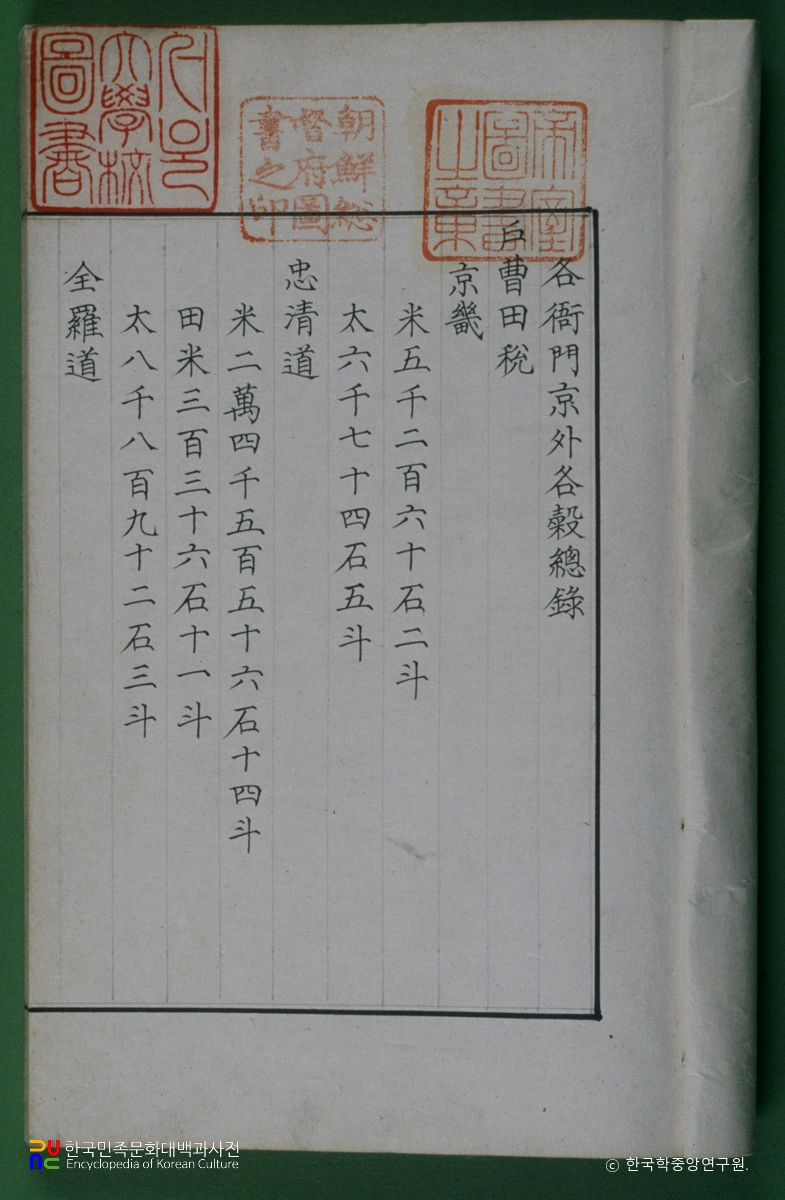 各衙門京外各穀總錄
戶曹田稅
京畿
米五千二百六十石二斗
太六千七十四石五斗
忠清道
米二萬四千五百五十六石十四斗
田米三百三十六石十一斗
太八千八百九十二石三斗
全羅道
帝室
圖書
之章
朝鮮総
督府圖
書之印
大學校
圖書
한국민족문화대백과사전
Encyclopedia of Korean Culture
© 한국학중앙연구원.